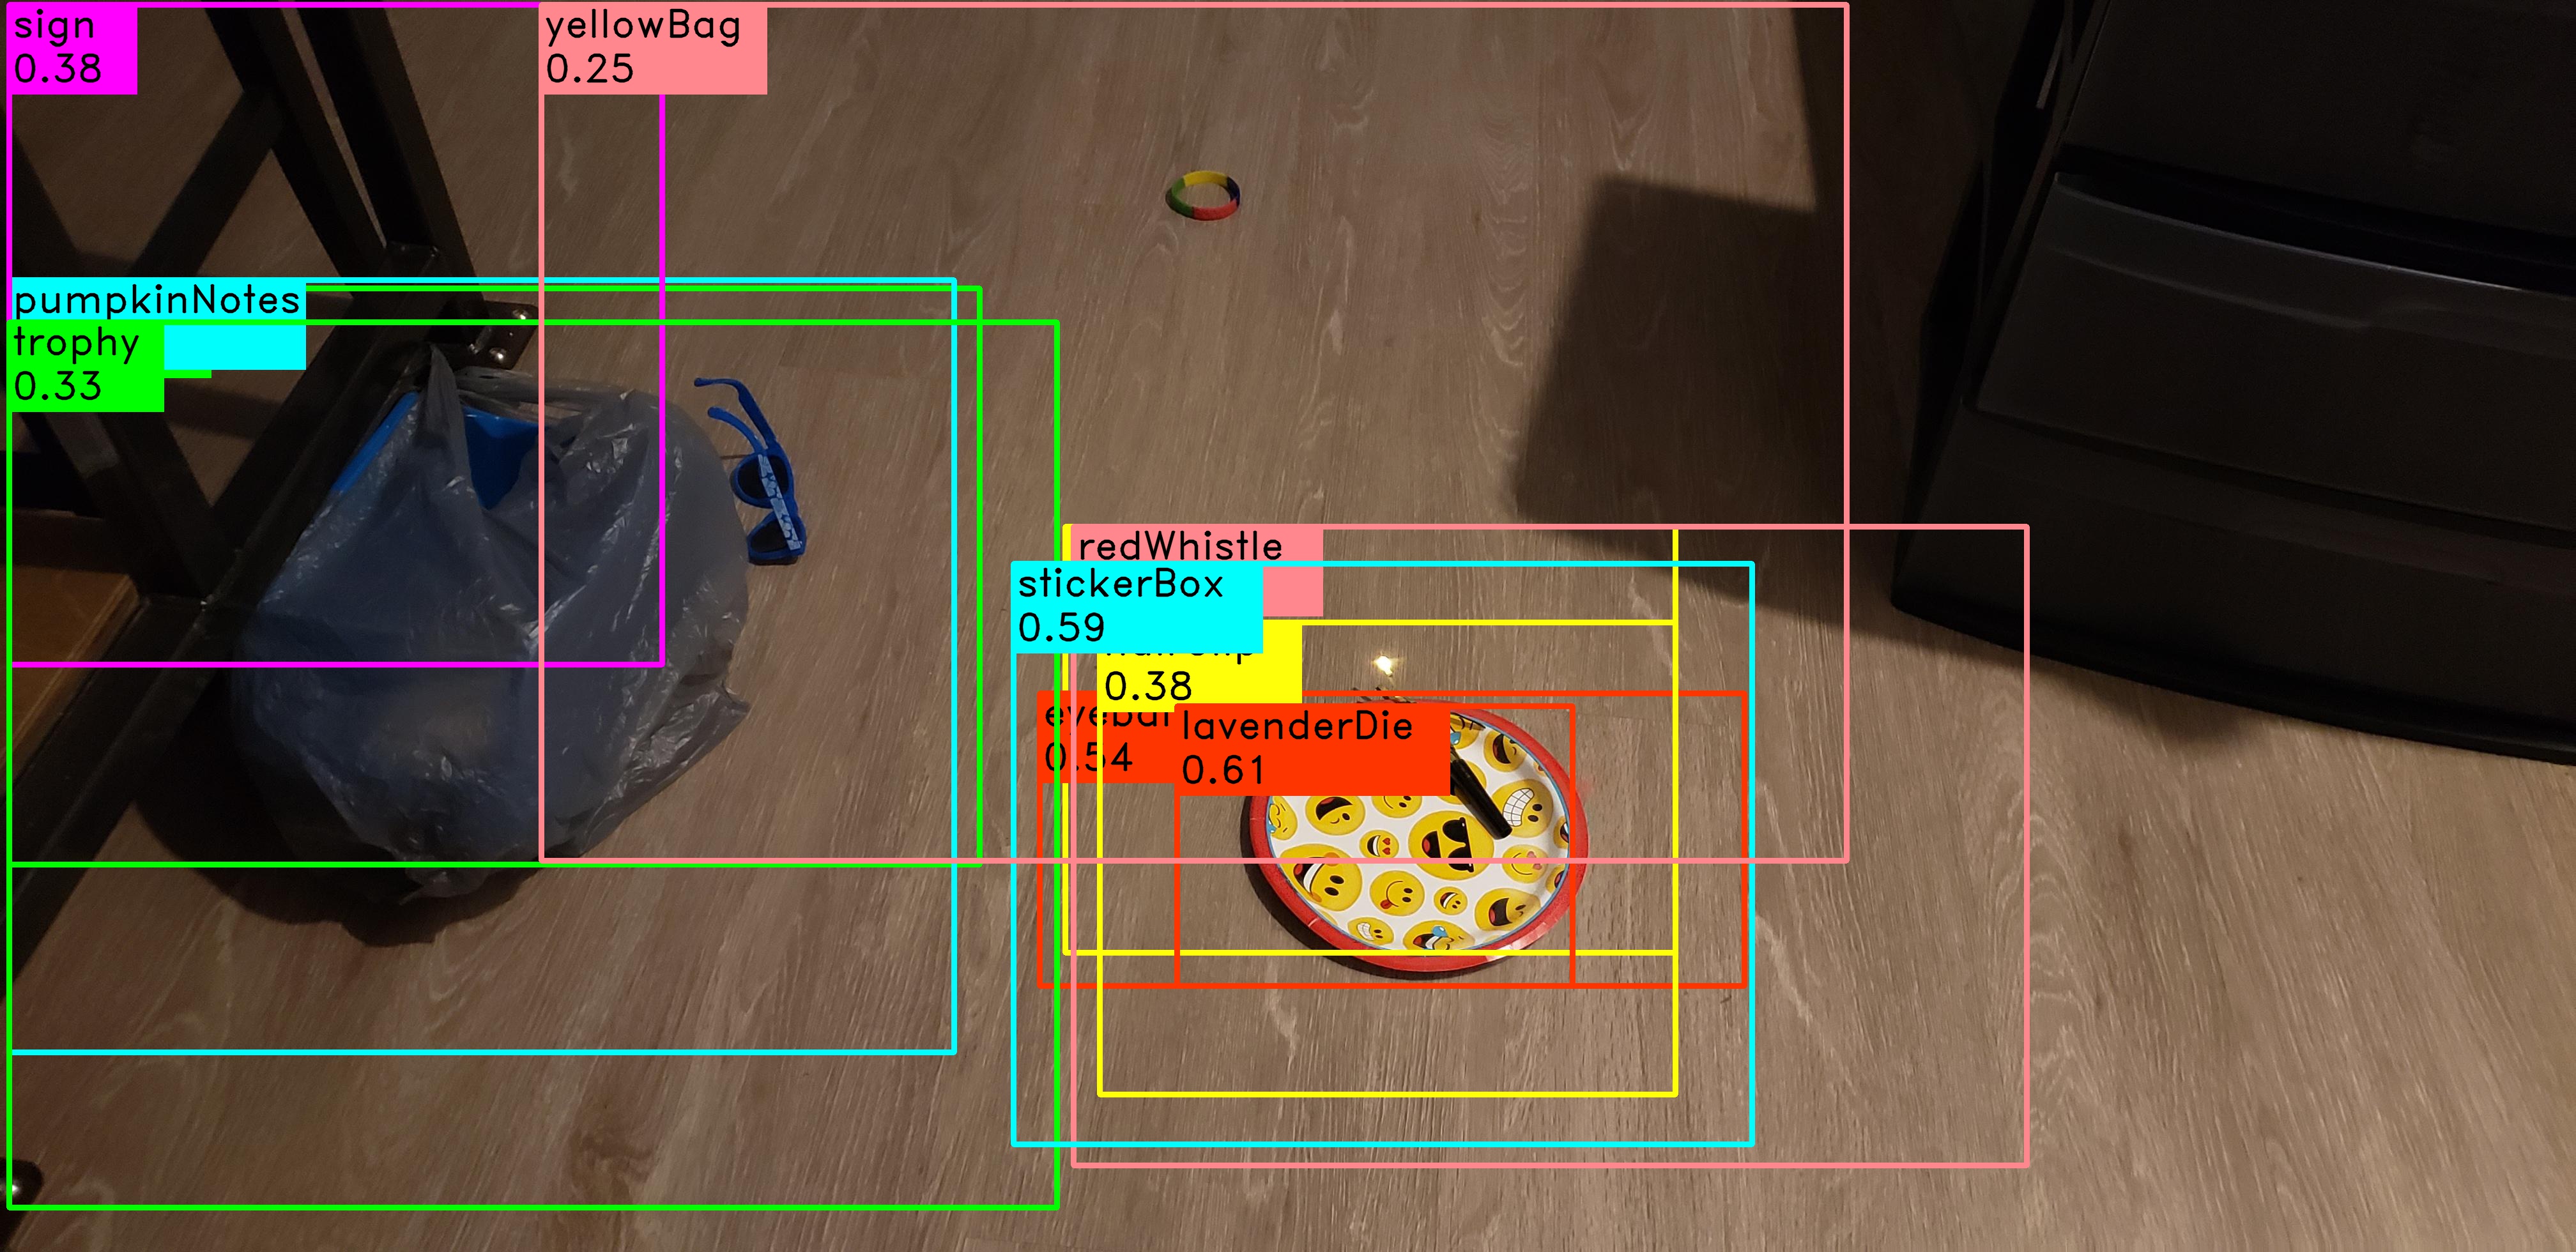 sign
0.38
yellowBag
0.25
pumpkinNotes
trophy
0.33
redWhistle
stickerBox
0.59
0.38
0.54
lavenderDie
0.61